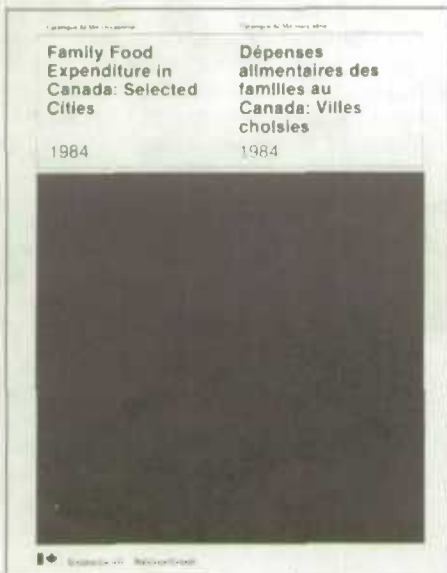 Family Food
Expenditure in
Canada: Selected
Cities
1984
Dépenses
alimentaires des
familles au
Canada: Villes
choisies
1984